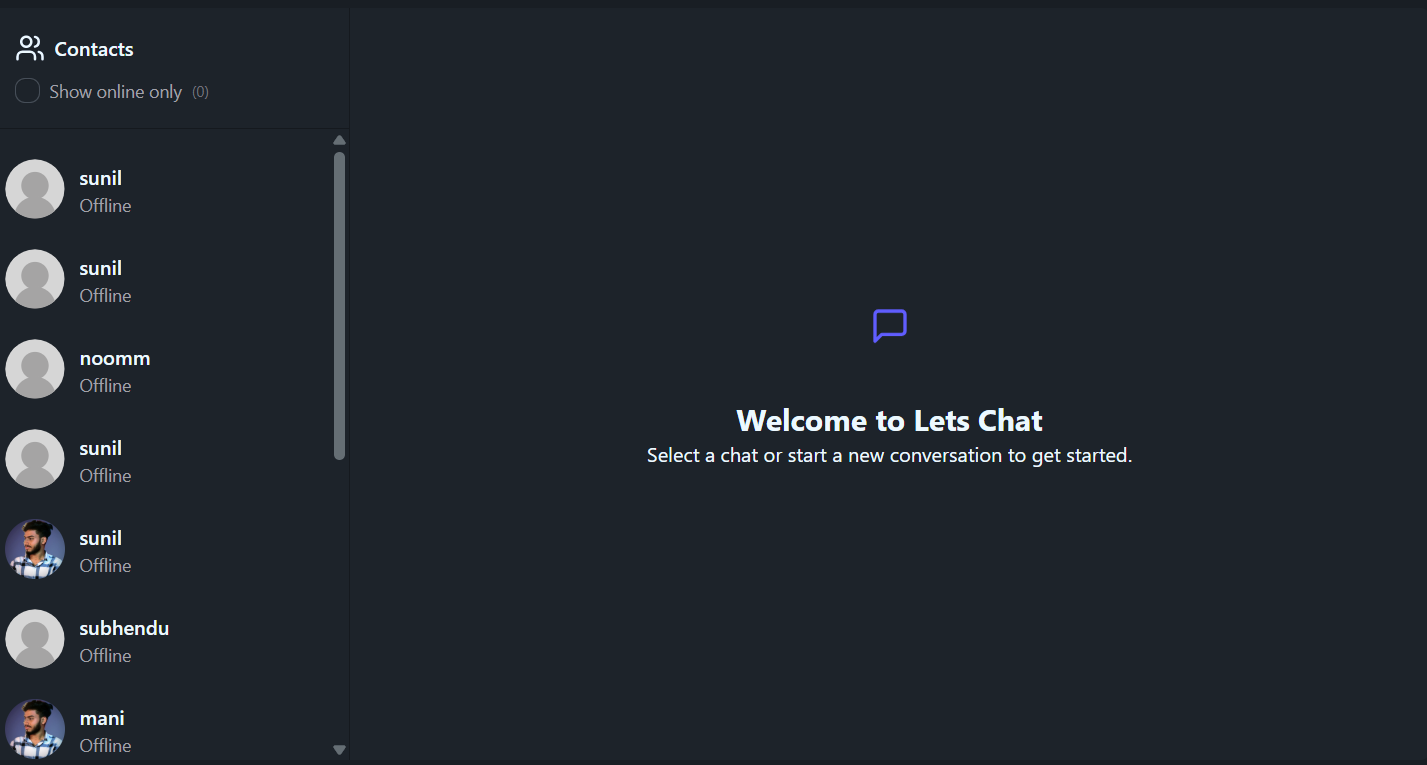 Contacts
Show online only (0)
sunil
Offline
sunil
Offline
noomm
Offline
sunil
Offline
sunil
Offline
subhendu
Offline
mani
Offline
Welcome to Lets Chat
Select a chat or start a new conversation to get started.